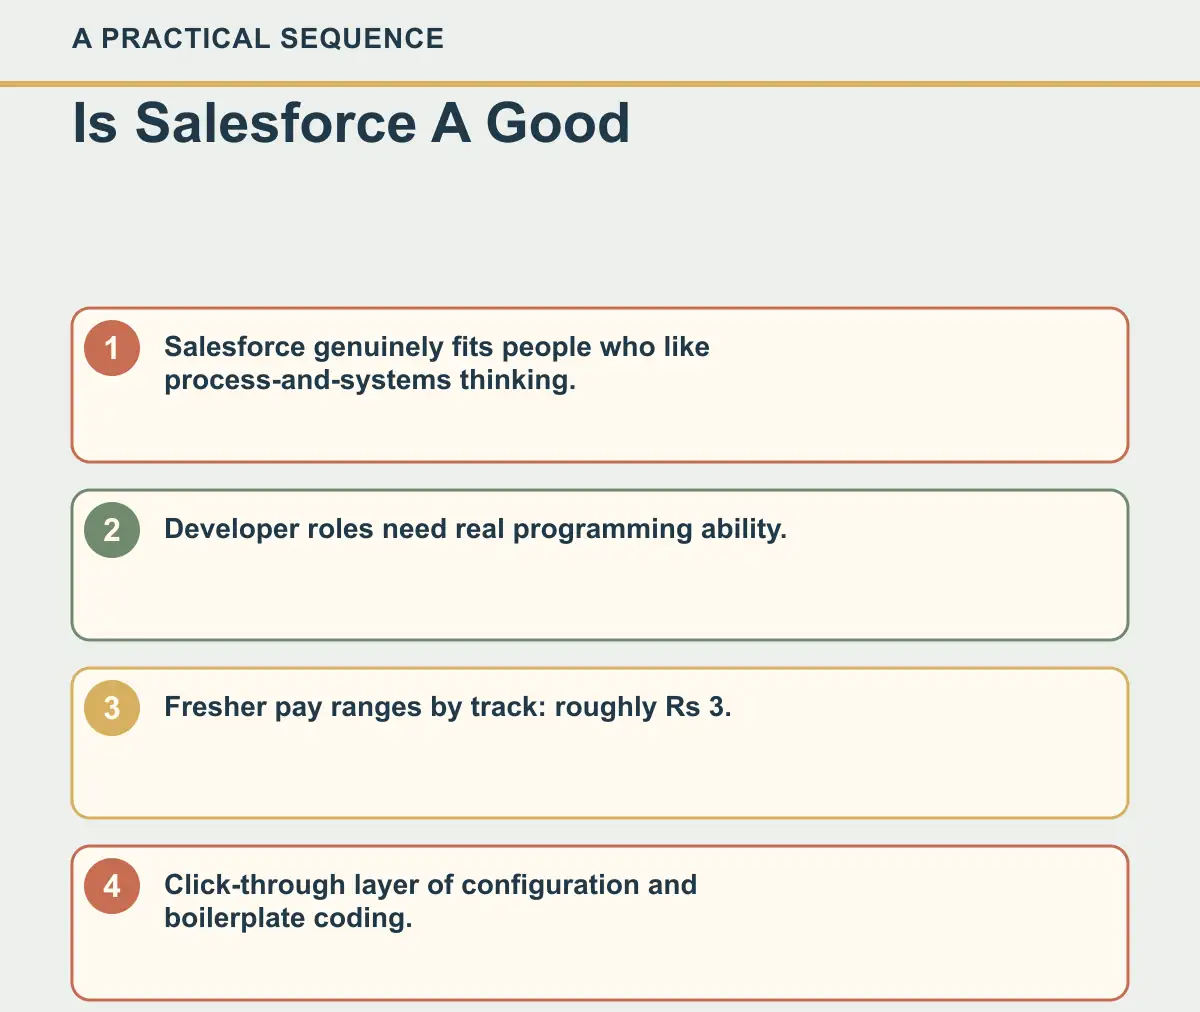 A PRACTICAL SEQUENCE
Is Salesforce A Good
1
Salesforce genuinely fits people who like
process-and-systems thinking.
2
Developer roles need real programming ability.
3
Fresher pay ranges by track: roughly Rs 3.
4
Click-through layer of configuration and
boilerplate coding.